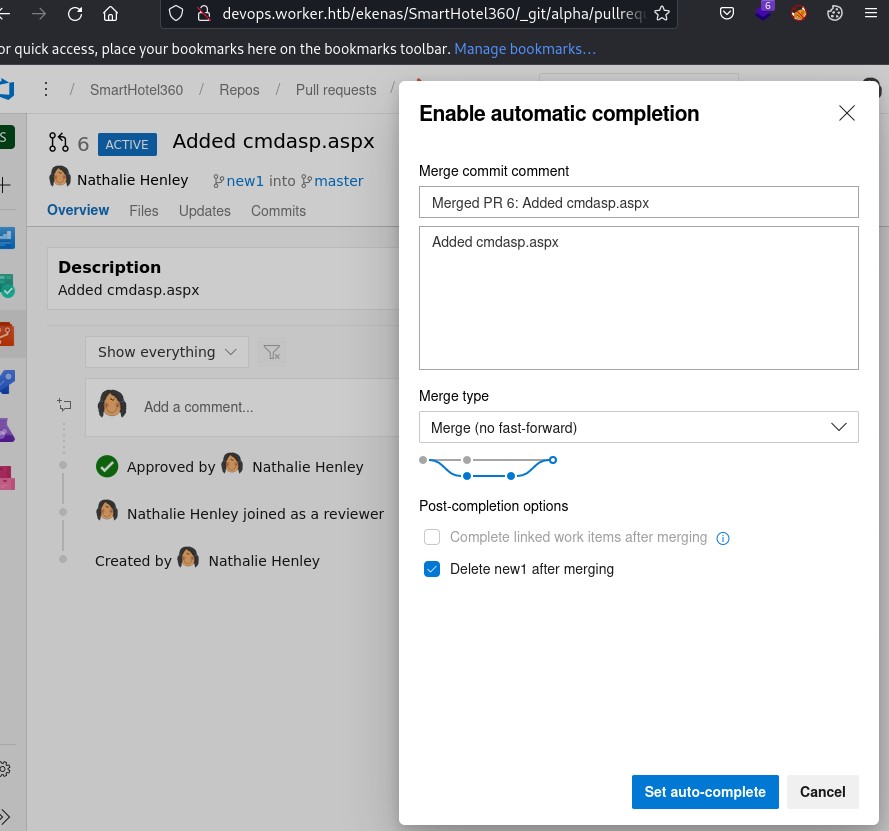 devops.worker.htb/ekenas/SmartHotel360/_git/alpha/pullreq
6
or quick access, place your bookmarks here on the bookmarks toolbar. Manage bookmarks…
/ SmartHotel360 / Repos / Pull requests /
S
6 ACTIVE Added cmdasp.aspx
Nathalie Henley new1 into master
Overview Files Updates Commits
Description
Added cmdasp.aspx
Show everything
Add a comment...
Approved by Nathalie Henley
Nathalie Henley joined as a reviewer
Created by Nathalie Henley
Enable automatic completion
Merge commit comment
Merged PR 6: Added cmdasp.aspx
Added cmdasp.aspx
Merge type
Merge (no fast-forward)
Post-completion options
Complete linked work items after merging
Delete new1 after merging
Set auto-complete Cancel